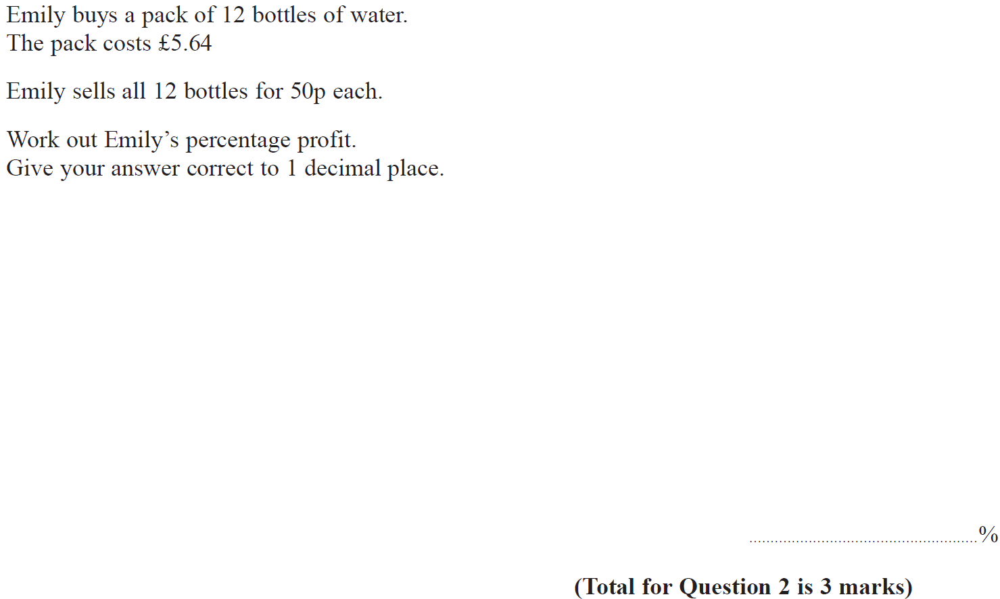 Emily buys a pack of 12 bottles of water.
The pack costs £5.64
Emily sells all 12 bottles for 50p each.
Work out Emily’s percentage profit.
Give your answer correct to 1 decimal place.
......................................................%
(Total for Question 2 is 3 marks)